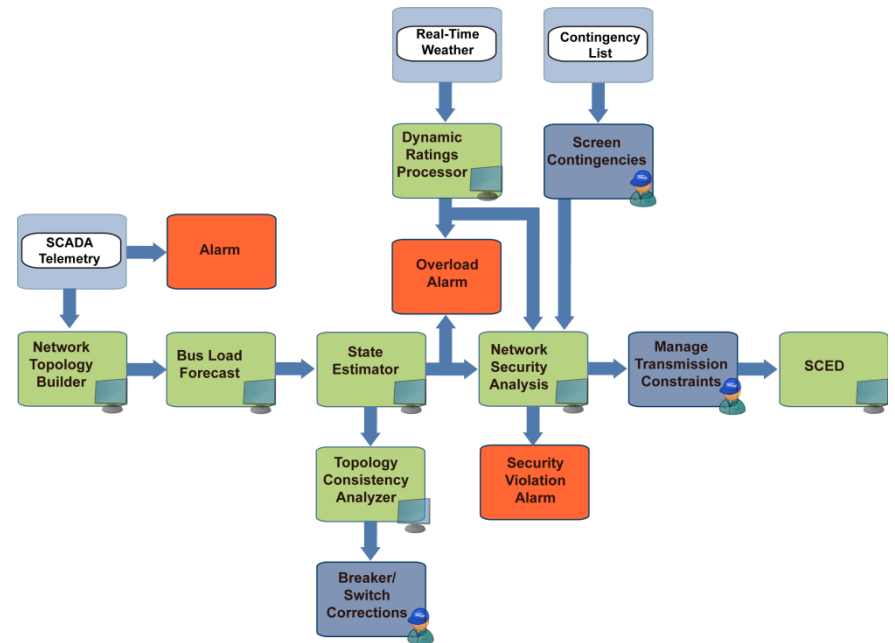 Real-Time
Weather
Contingency
List
Dynamic
Ratings
Processor
Screen
Contingencies
SCADA
Telemetry
Alarm
Overload
Alarm
Network
Topology
Builder
Bus Load
Forecast
State
Estimator
Network
Security
Analysis
Manage
Transmission
Constraints
SCED
Topology
Consistency
Analyzer
Security
Violation
Alarm
Breaker/
Switch
Corrections